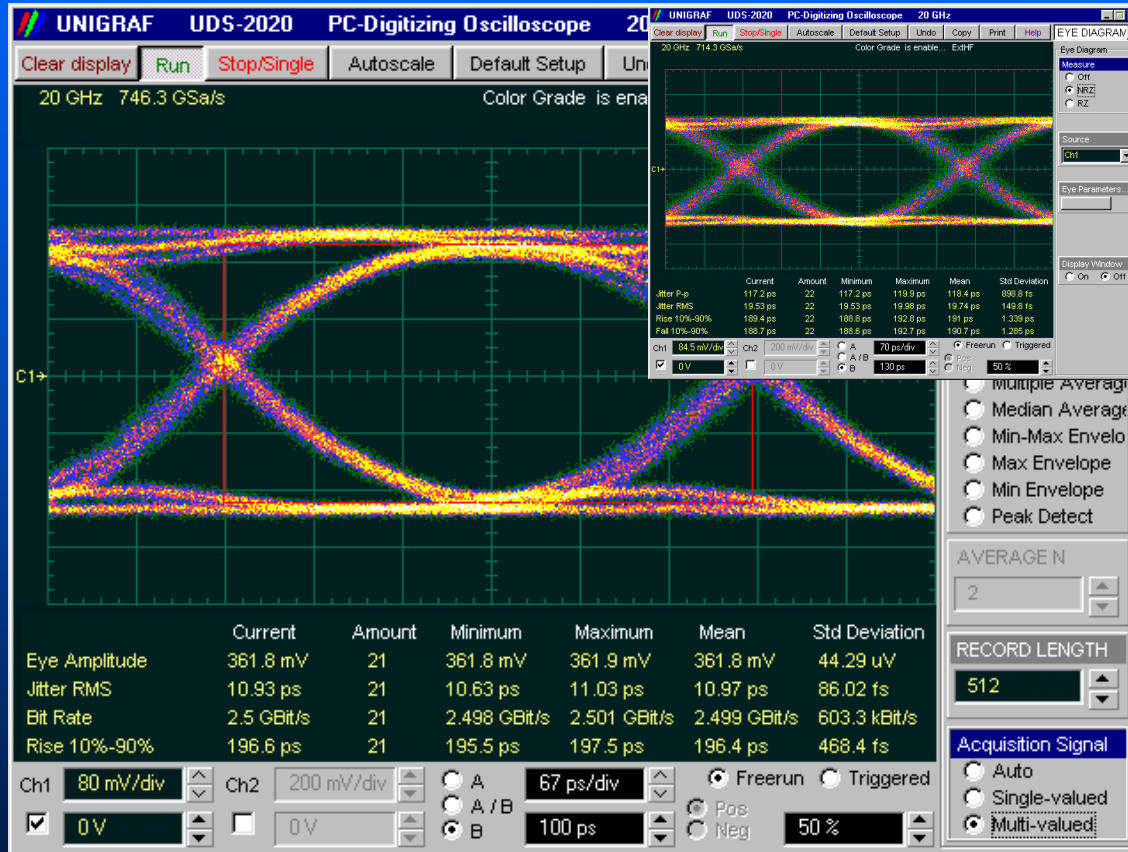 UNIGRAF UDS-2020 PC-Digitizing Oscilloscope 20
Clear display Run Stop/Single Autoscale Default Setup Un
20 GHz 746.3 GSa/s Color Grade is ena
C1
UNIGRAF UDS-2020 PC-Digitizing Oscilloscope 20 GHz
Clear display Run Stop/Single Autoscale Default Setup Undo Copy Print Help EYE DIAGRAM
20 GHz 714.3 GSa/s Color Grade is enable... ExtHF
C1
Eye Diagram
Measure
Off
NRZ
RZ
Source
Ch1
Eye Parameters...
Display Window
On Off
Current Amount Minimum Maximum Mean Std Deviation
Jitter P-p 117.2 ps 22 117.2 ps 119.9 ps 118.4 ps 898.8 fs
Jitter RMS 19.53 ps 22 19.53 ps 19.98 ps 19.74 ps 149.8 fs
Rise 10%-90% 189.4 ps 22 188.8 ps 192.8 ps 191 ps 1.339 ps
Fall 10%-90% 188.7 ps 22 188.6 ps 192.7 ps 190.7 ps 1.285 ps
Ch1 84.5 mV/div Ch2 200 mV/div A 70 ps/div Freerun Triggered
A / B Pos
0 V 0 V B 130 ps Neg 50 %
Multiple Averagi
Median Average
Min-Max Envelo
Max Envelope
Min Envelope
Peak Detect
AVERAGE N
2
RECORD LENGTH
512
Acquisition Signal
Auto
Single-valued
Multi-valued
Current Amount Minimum Maximum Mean Std Deviation
Eye Amplitude 361.8 mV 21 361.8 mV 361.9 mV 361.8 mV 44.29 uV
Jitter RMS 10.93 ps 21 10.63 ps 11.03 ps 10.97 ps 86.02 fs
Bit Rate 2.5 GBit/s 21 2.498 GBit/s 2.501 GBit/s 2.499 GBit/s 603.3 kBit/s
Rise 10%-90% 196.6 ps 21 195.5 ps 197.5 ps 196.4 ps 468.4 fs
Ch1 80 mV/div Ch2 200 mV/div A 67 ps/div Freerun Triggered
A / B Pos
0 V 0 V B 100 ps Neg 50 %